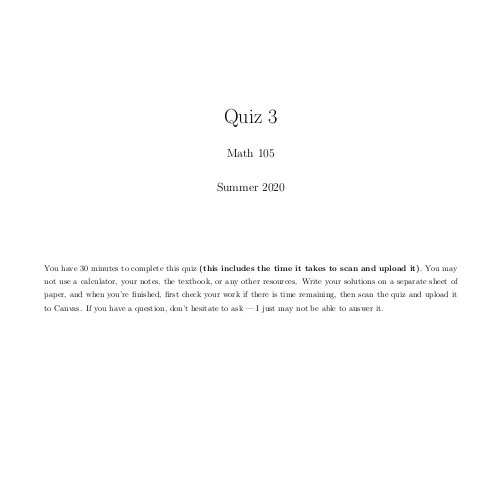 Quiz 3
Math 105
Summer 2020
You have 30 minutes to complete this quiz (this includes the time it takes to scan and upload it). You may
not use a calculator, your notes, the textbook, or any other resources. Write your solutions on a separate sheet of
paper, and when you're finished, first check your work if there is time remaining, then scan the quiz and upload it
to Canvas. If you have a question, don't hesitate to ask — I just may not be able to answer it.